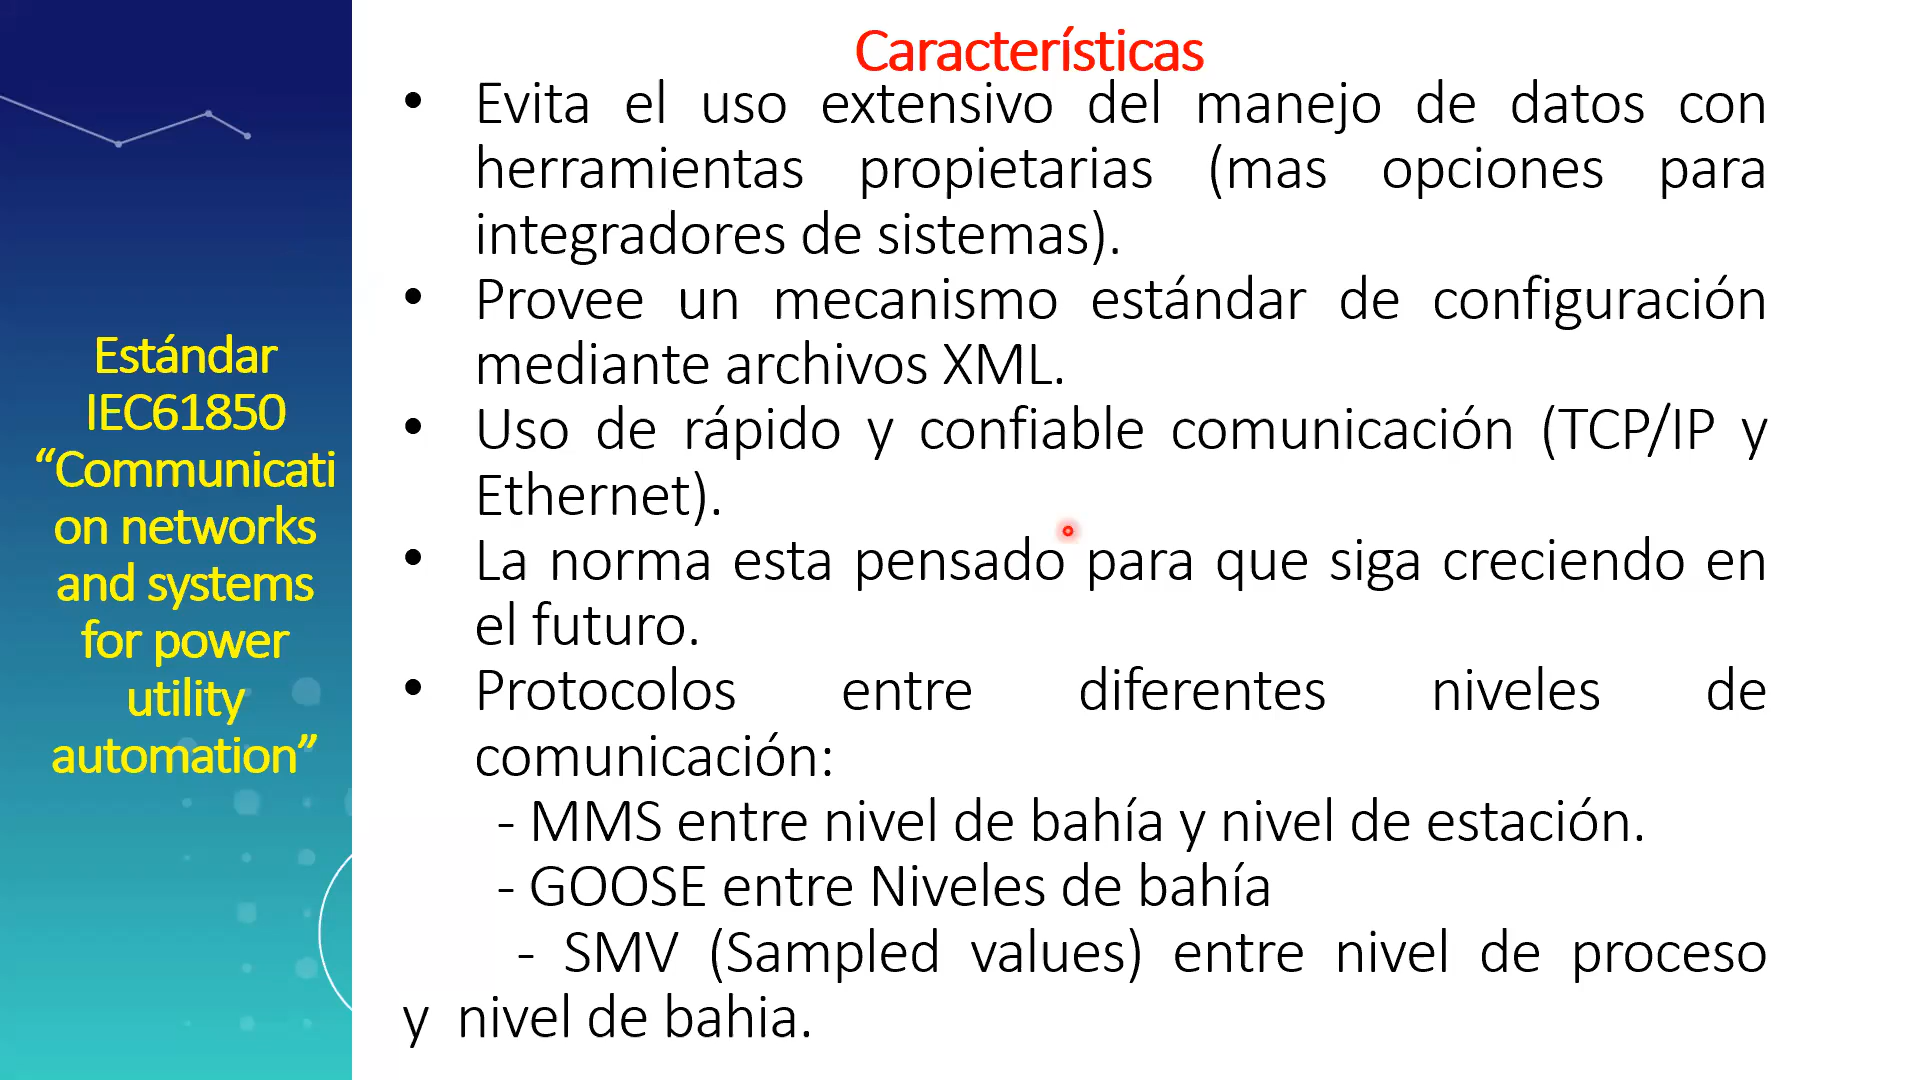 Estándar
IEC61850
“Communicati
on networks
and systems
for power
utility
automation”
Características
• Evita el uso extensivo del manejo de datos con
herramientas propietarias (mas opciones para
integradores de sistemas).
• Provee un mecanismo estándar de configuración
mediante archivos XML.
• Uso de rápido y confiable comunicación (TCP/IP y
Ethernet).
• La norma esta pensado para que siga creciendo en
el futuro.
• Protocolos entre diferentes niveles de
comunicación:
- MMS entre nivel de bahía y nivel de estación.
- GOOSE entre Niveles de bahía
- SMV (Sampled values) entre nivel de proceso
y nivel de bahia.